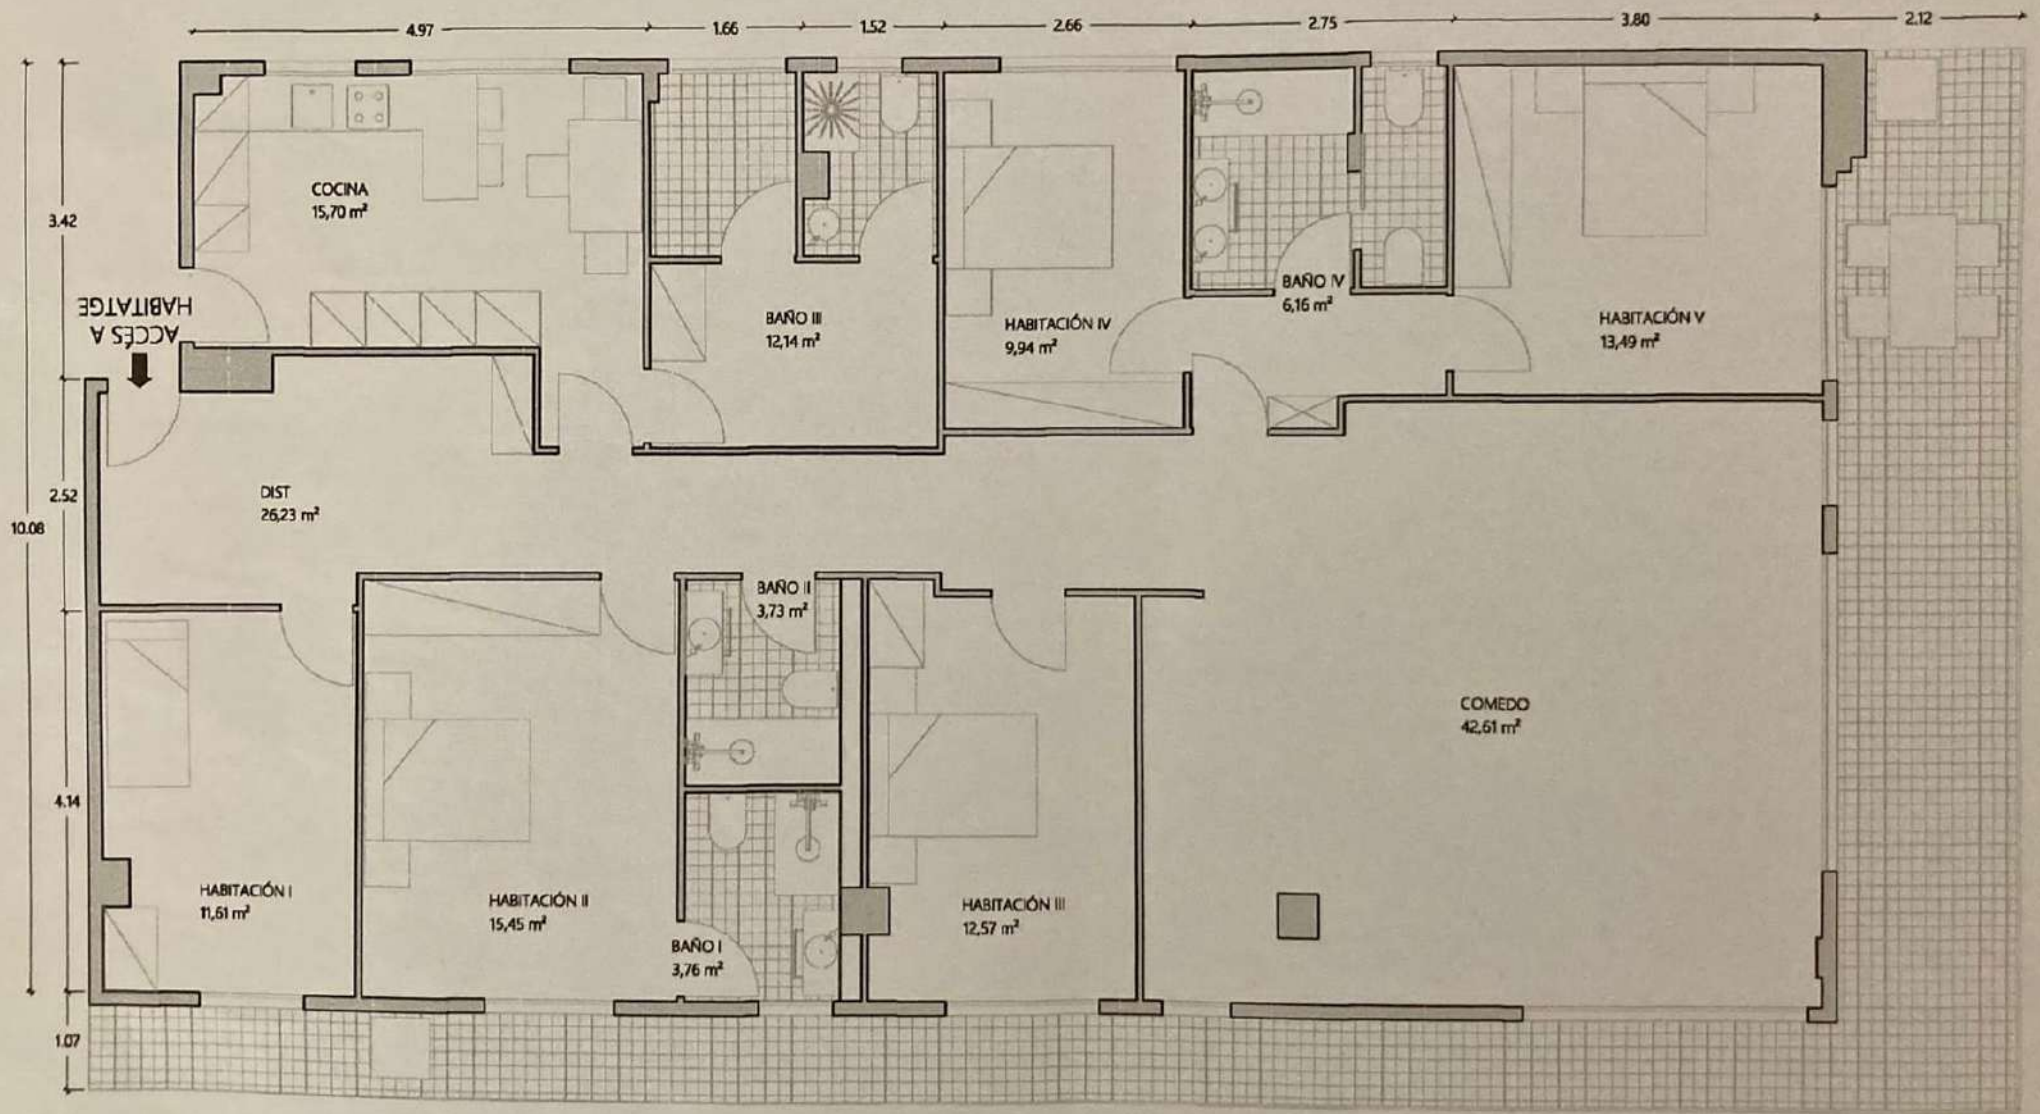 4.97
1.66
1.52
2.66
2.75
3.80
2.12
3.42
2.52
10.08
4.14
1.07
ACCÉS A
HABITATGE
COCINA
15,70 m²
BAÑO III
12,14 m²
HABITACIÓN IV
9,94 m²
BAÑO IV
6,16 m²
HABITACIÓN V
13,49 m²
DIST
26,23 m²
BAÑO II
3,73 m²
COMEDO
42,61 m²
HABITACIÓN I
11,61 m²
HABITACIÓN II
15,45 m²
BAÑO I
3,76 m²
HABITACIÓN III
12,57 m²